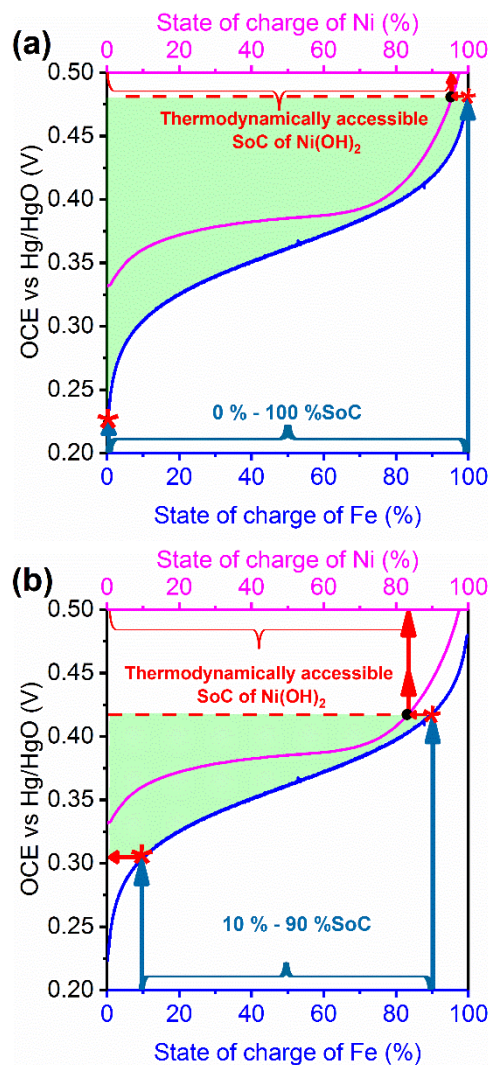 (a)
State of charge of Ni (%)
0 20 40 60 80 100
0.50
0.45
0.40
0.35
0.30
0.25
0.20
OCE vs Hg/HgO (V)
Thermodynamically accessible
SoC of Ni(OH)₂
0 % - 100 %SoC
0 20 40 60 80 100
State of charge of Fe (%)
(b)
State of charge of Ni (%)
0 20 40 60 80 100
0.50
0.45
0.40
0.35
0.30
0.25
0.20
OCE vs Hg/HgO (V)
Thermodynamically accessible
SoC of Ni(OH)₂
10 % - 90 %SoC
0 20 40 60 80 100
State of charge of Fe (%)